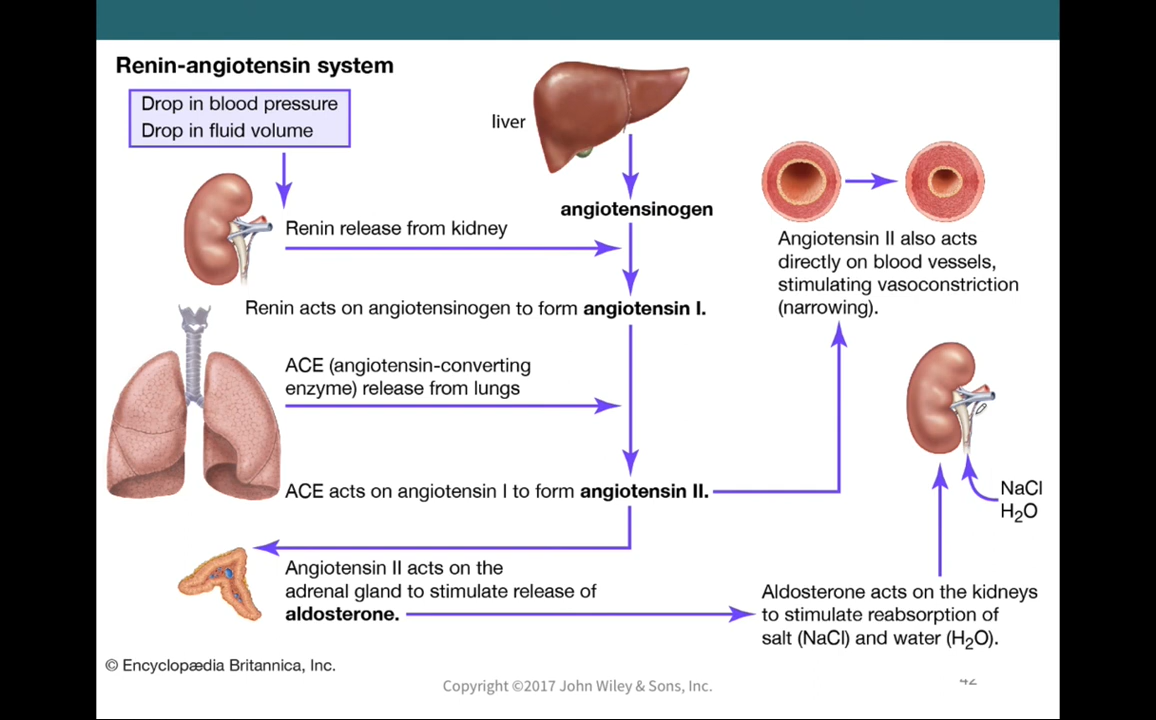 Renin-angiotensin system
Drop in blood pressure
Drop in fluid volume
liver
angiotensinogen
Renin release from kidney
Renin acts on angiotensinogen to form angiotensin I.
ACE (angiotensin-converting
enzyme) release from lungs
ACE acts on angiotensin I to form angiotensin II.
Angiotensin II also acts
directly on blood vessels,
stimulating vasoconstriction
(narrowing).
NaCl
H₂O
Angiotensin II acts on the
adrenal gland to stimulate release of
aldosterone.
Aldosterone acts on the kidneys
to stimulate reabsorption of
salt (NaCl) and water (H₂O).
© Encyclopædia Britannica, Inc.
Copyright ©2017 John Wiley & Sons, Inc.